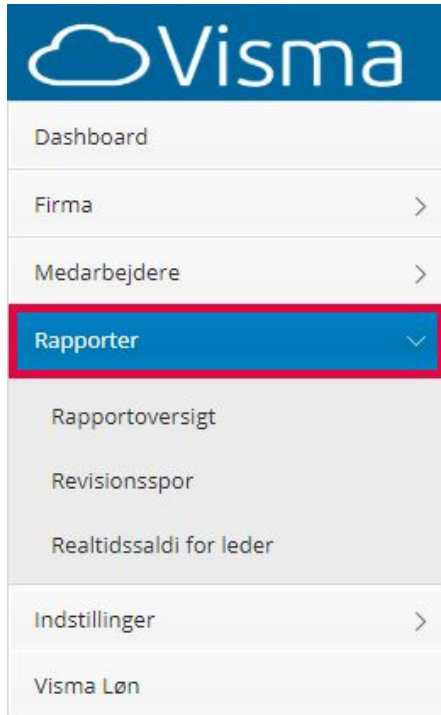 Visma
Dashboard
Firma
Medarbejdere
Rapporter
Rapportoversigt
Revisionsspor
Realtidssaldi for leder
Indstillinger
Visma Løn